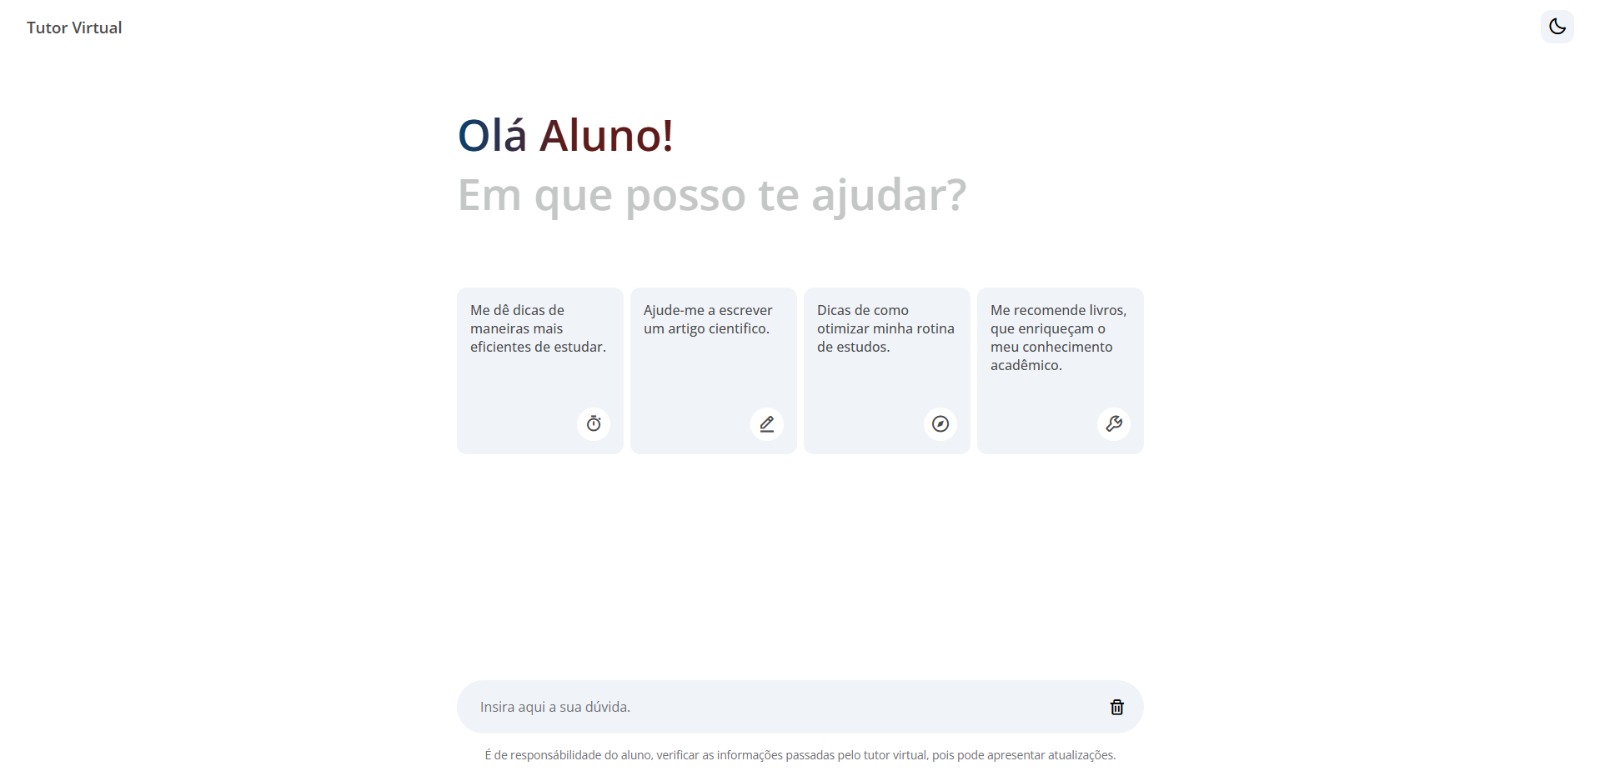 Tutor Virtual
Olá Aluno!
Em que posso te ajudar?
Me dê dicas de
maneiras mais
eficientes de estudar.
Ajude-me a escrever
um artigo cientifico.
Dicas de como
otimizar minha rotina
de estudos.
Me recomende livros,
que enriqueçam o
meu conhecimento
acadêmico.
Insira aqui a sua dúvida.
É de responsábilidade do aluno, verificar as informações passadas pelo tutor virtual, pois pode apresentar atualizações.